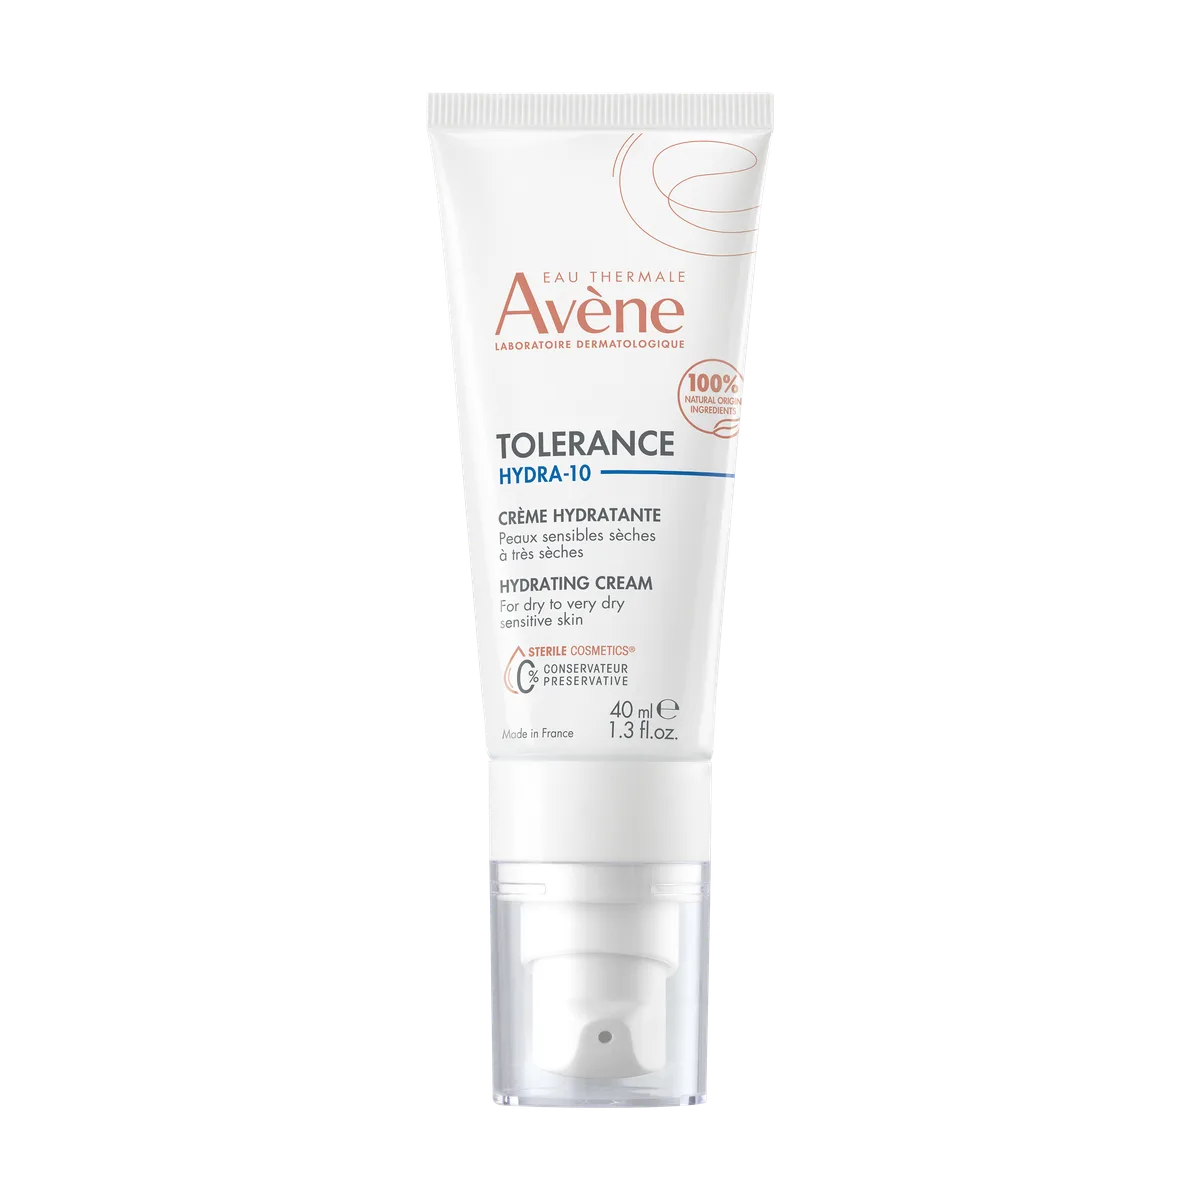 EAU THERMALE
Avène
LABORATOIRE DERMATOLOGIQUE
100%
NATURAL ORIGIN
INGREDIENTS
TOLERANCE
HYDRA-10
CRÈME HYDRATANTE
Peaux sensibles sèches
à très sèches
HYDRATING CREAM
For dry to very dry
sensitive skin
STERILE COSMETICS®
0% CONSERVATEUR
PRESERVATIVE
40 ml ℮
1.3 fl.oz.
Made in France